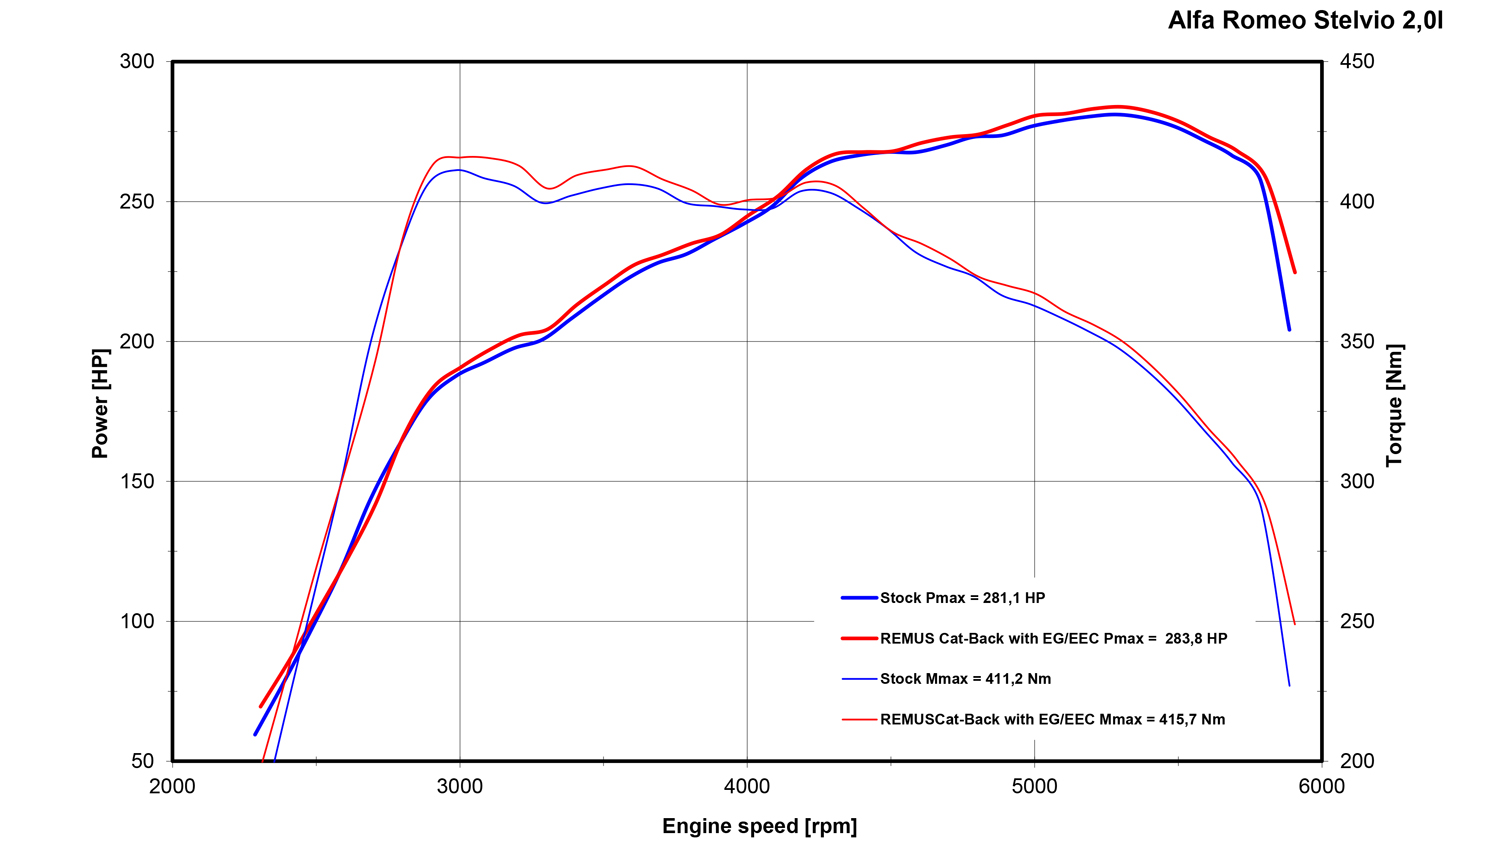 Alfa Romeo Stelvio 2,0l
300
250
200
150
100
50
Power [HP]
450
400
350
300
250
200
Torque [Nm]
Stock Pmax = 281,1 HP
REMUS Cat-Back with EG/EEC Pmax =  283,8 HP
Stock Mmax = 411,2 Nm
REMUSCat-Back with EG/EEC Mmax = 415,7 Nm
2000 3000 4000 5000 6000
Engine speed [rpm]